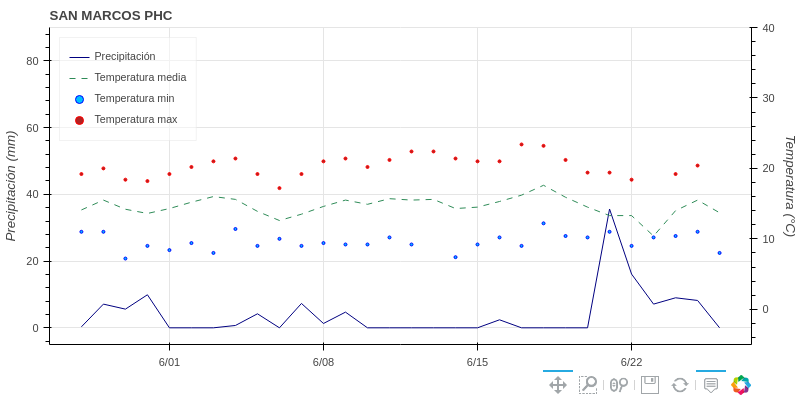 SAN MARCOS PHC
Precipitación
Temperatura media
Temperatura min
Temperatura max
Precipitación (mm)
80
60
40
20
0
Temperatura (°C)
40
30
20
10
0
6/01
6/08
6/15
6/22